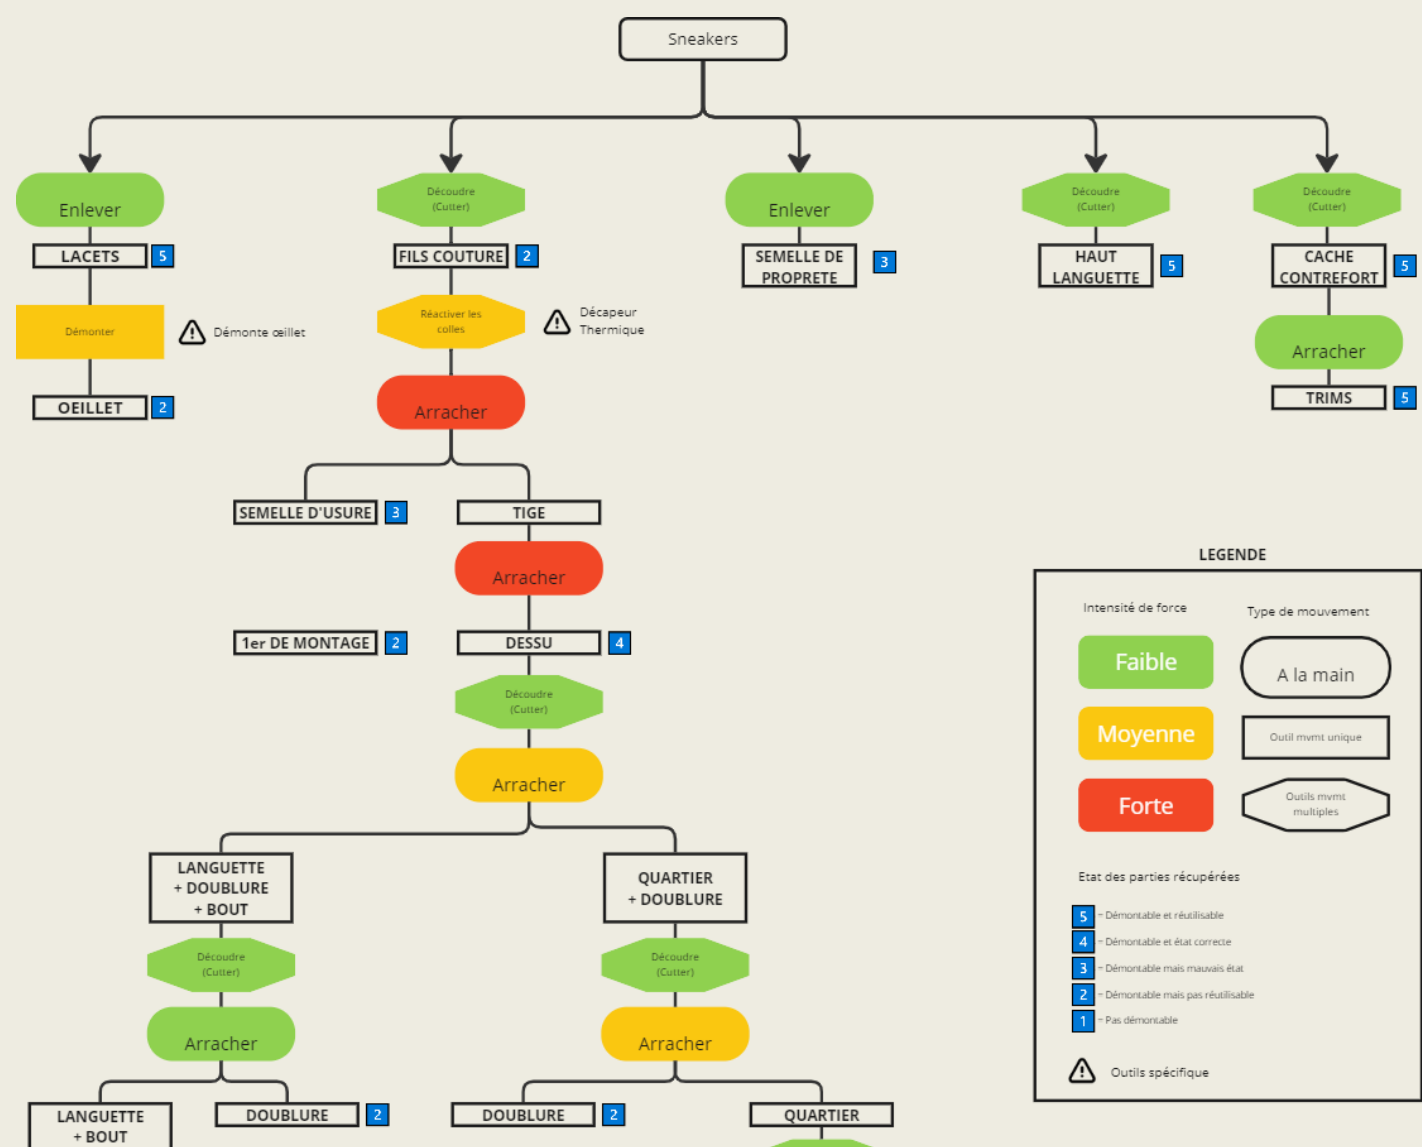 Sneakers
Enlever
Découdre
(Cutter)
Enlever
Découdre
(Cutter)
Découdre
(Cutter)
LACETS
5
FILS COUTURE
2
SEMELLE DE
PROPRETE
3
HAUT
LANGUETTE
5
CACHE
CONTREFORT
5
Démonter
Démonte œillet
Réactiver les
colles
Décapeur
Thermique
Arracher
OEILLET
2
Arracher
TRIMS
5
SEMELLE D'USURE
3
TIGE
Arracher
1er DE MONTAGE
2
DESSU
4
Découdre
(Cutter)
Arracher
LANGUETTE
+ DOUBLURE
+ BOUT
QUARTIER
+ DOUBLURE
Découdre
(Cutter)
Découdre
(Cutter)
Arracher
Arracher
LANGUETTE
+ BOUT
DOUBLURE
2
DOUBLURE
2
QUARTIER
LEGENDE
Intensité de force
Type de mouvement
Faible
A la main
Moyenne
Outil mvmt unique
Forte
Outils mvmt
multiples
Etat des parties récupérées
5 = Démontable et réutilisable
4 = Démontable et état correcte
3 = Démontable mais mauvais état
2 = Démontable mais pas réutilisable
1 = Pas démontable
Outils spécifique